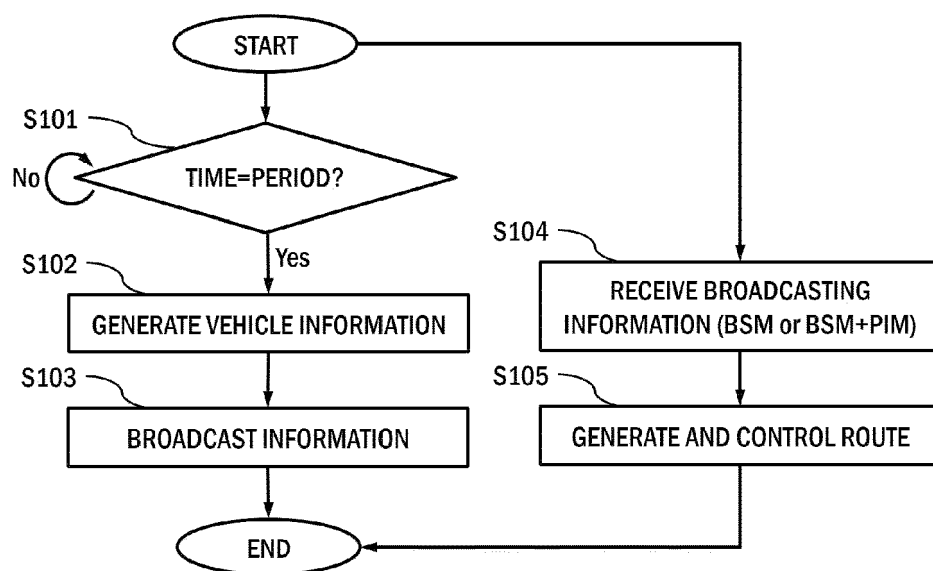 START
S101
No
TIME=PERIOD?
Yes
S102
GENERATE VEHICLE INFORMATION
S103
BROADCAST INFORMATION
S104
RECEIVE BROADCASTING
INFORMATION (BSM or BSM+PIM)
S105
GENERATE AND CONTROL ROUTE
END